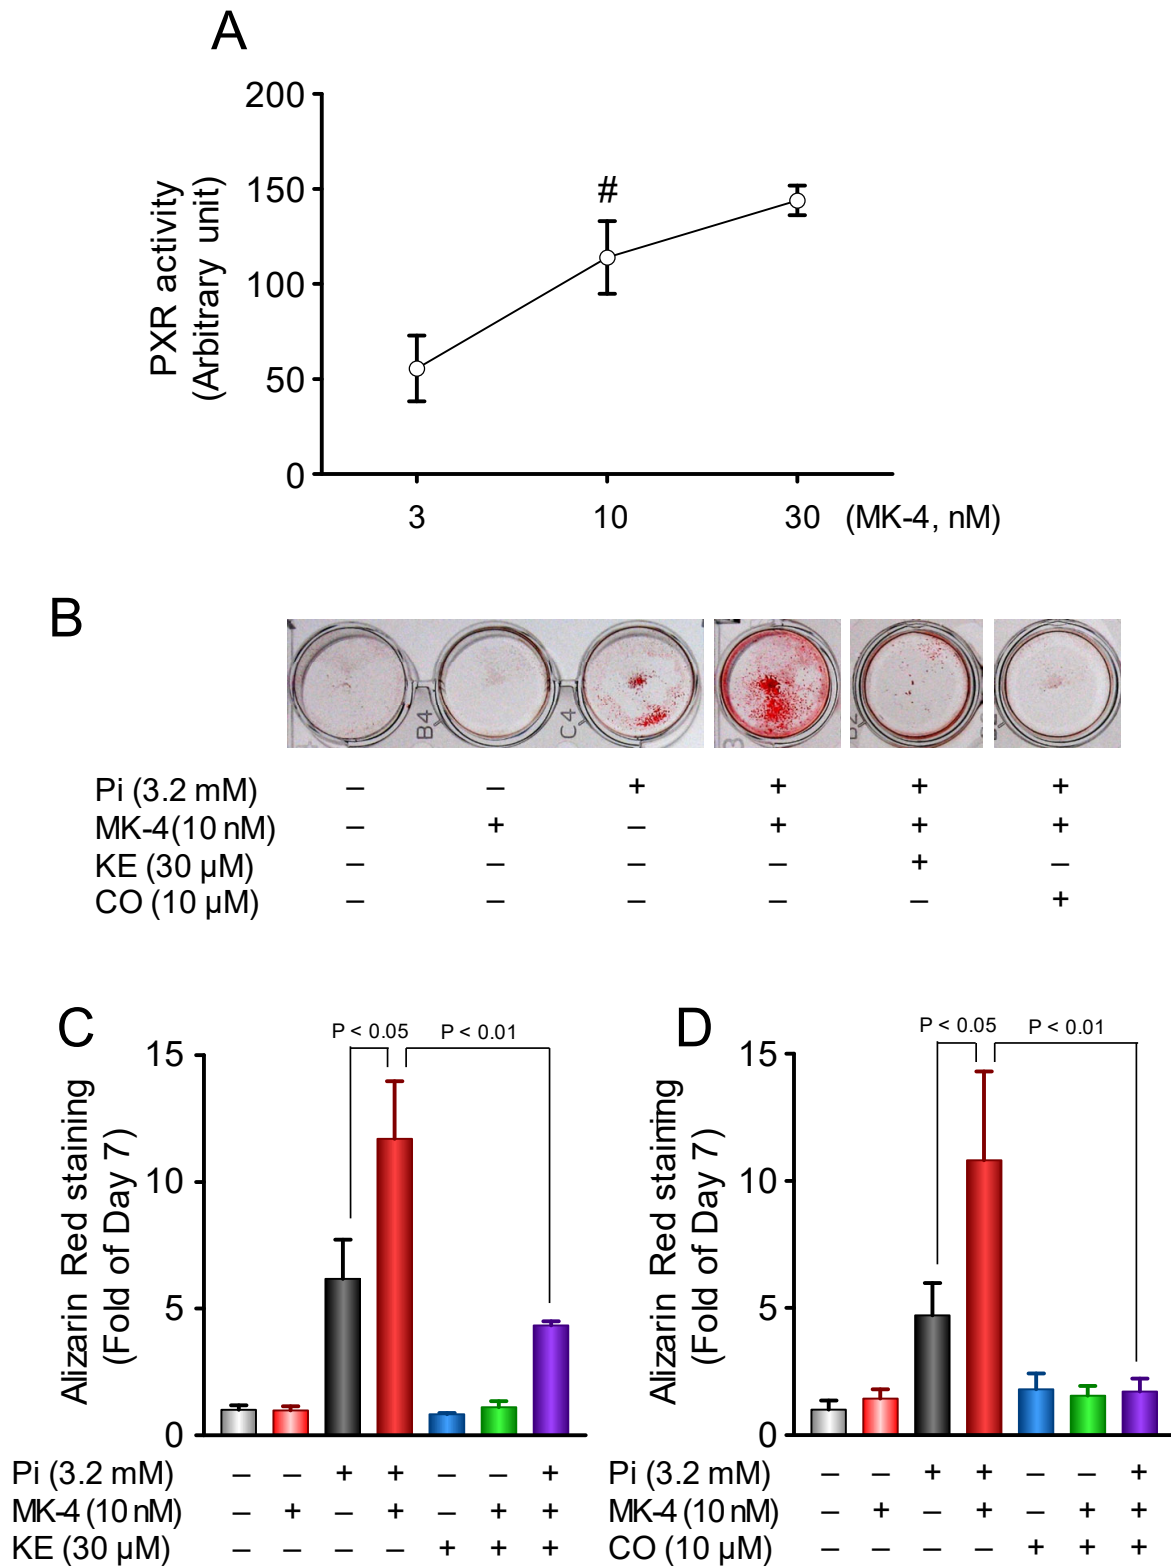 A
200
150
100
50
0
PXR activity
(Arbitrary unit)
#
3 10 30 (MK-4, nM)
B
B4
C4
Pi (3.2 mM) – – + + + +
MK-4(10 nM) – + – + + +
KE (30 µM) – – – – + –
CO (10 µM) – – – – – +
C
P < 0.05
P < 0.01
15
10
5
0
Alizarin Red staining
(Fold of Day 7)
Pi (3.2 mM) – – + + – – +
MK-4 (10 nM) – + – + – + +
KE (30 µM) – – – – + + +
D
P < 0.05
P < 0.01
15
10
5
0
Alizarin Red staining
(Fold of Day 7)
Pi (3.2 mM) – – + + – – +
MK-4 (10 nM) – + – + – + +
CO (10 µM) – – – – + + +